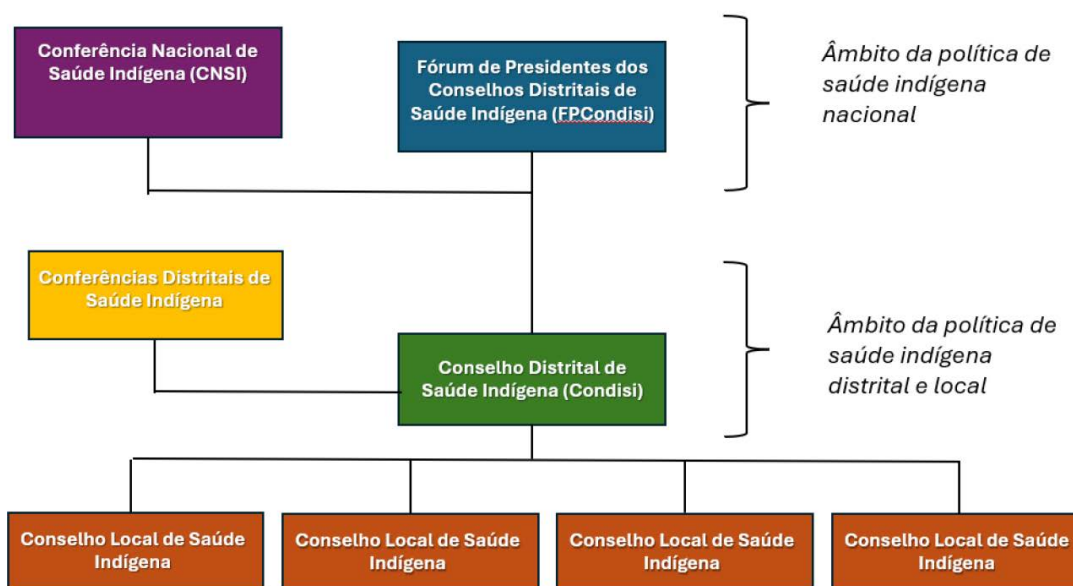 Conferência Nacional de
Saúde Indígena (CNSI)
Fórum de Presidentes dos
Conselhos Distritais de
Saúde Indígena (FPCondisi)
Âmbito da política de
saúde indígena
nacional
Conferências Distritais de
Saúde Indígena
Conselho Distrital de
Saúde Indígena (Condisi)
Âmbito da política de
saúde indígena
distrital e local
Conselho Local de Saúde
Indígena
Conselho Local de Saúde
Indígena
Conselho Local de Saúde
Indígena
Conselho Local de Saúde
Indígena